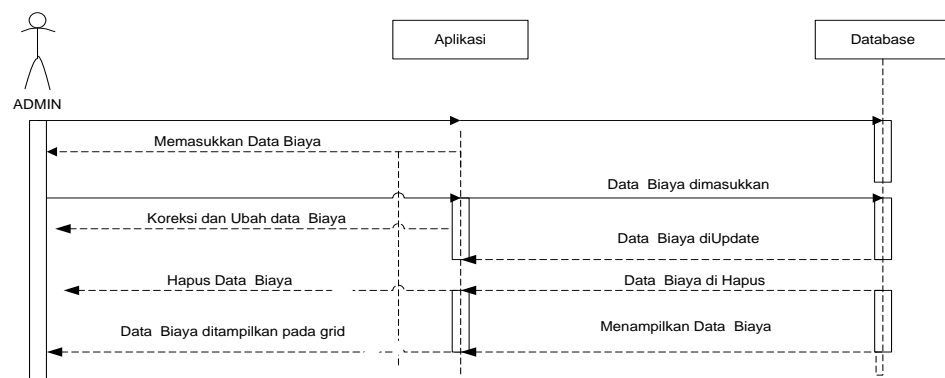 Aplikasi
Database
ADMIN
Memasukkan Data Biaya
Data Biaya dimasukkan
Koreksi dan Ubah data Biaya
Data Biaya diUpdate
Hapus Data Biaya
Data Biaya di Hapus
Data Biaya ditampilkan pada grid
Menampilkan Data Biaya